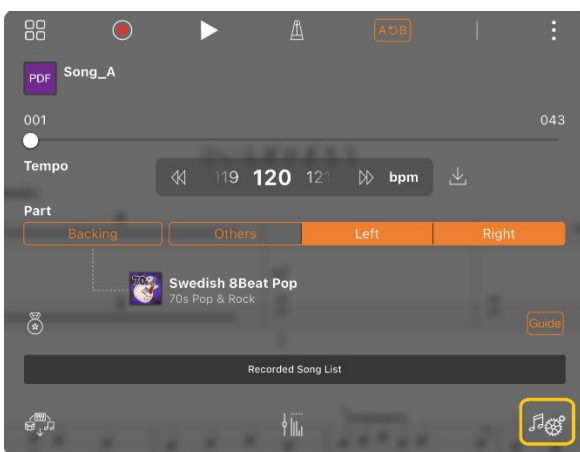 A⮌B
PDF
Song_A
001
043
Tempo
119 120 121 bpm
Part
Backing Others Left Right
70s
Swedish 8Beat Pop
70s Pop & Rock
Guide
Recorded Song List